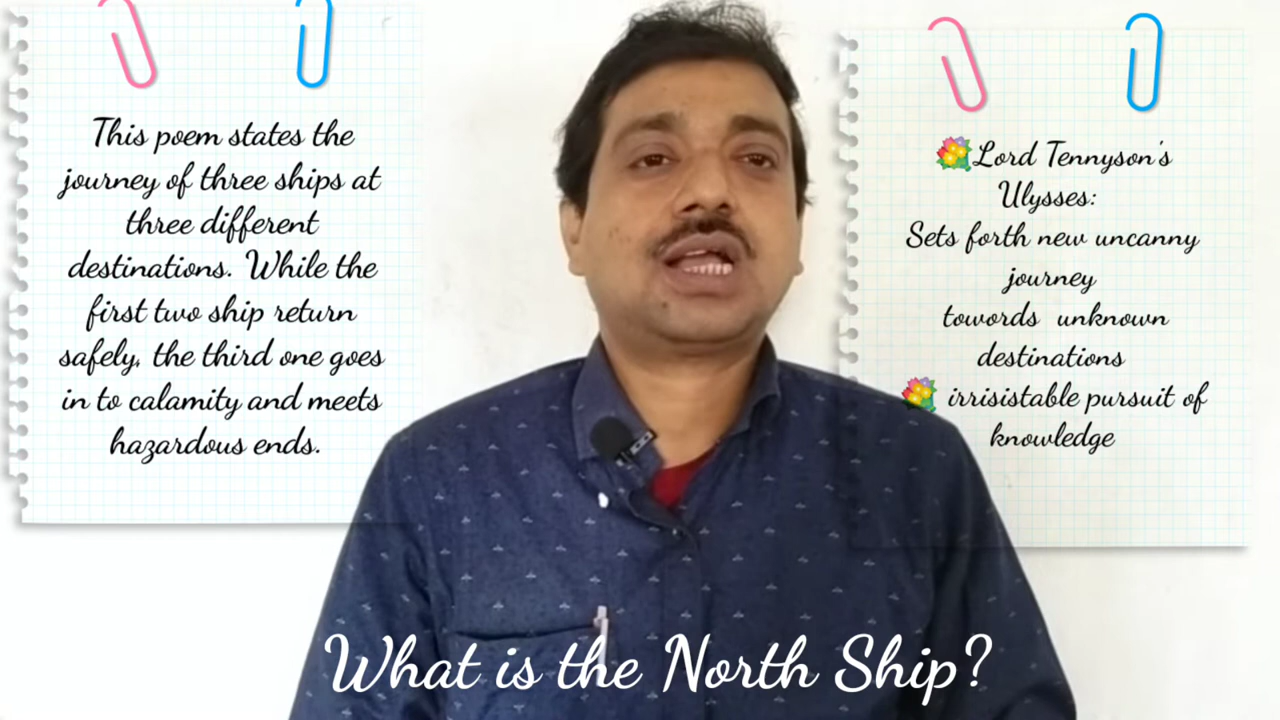 This poem states the
journey of three ships at
three different
destinations. While the
first two ship return
safely, the third one goes
in to calamity and meets
hazardous ends.
💐Lord Tennyson's
Ulysses:
Sets forth new uncanny
journey
towords unknown
destinations
💐 irrisistable pursuit of
knowledge
What is the North Ship?